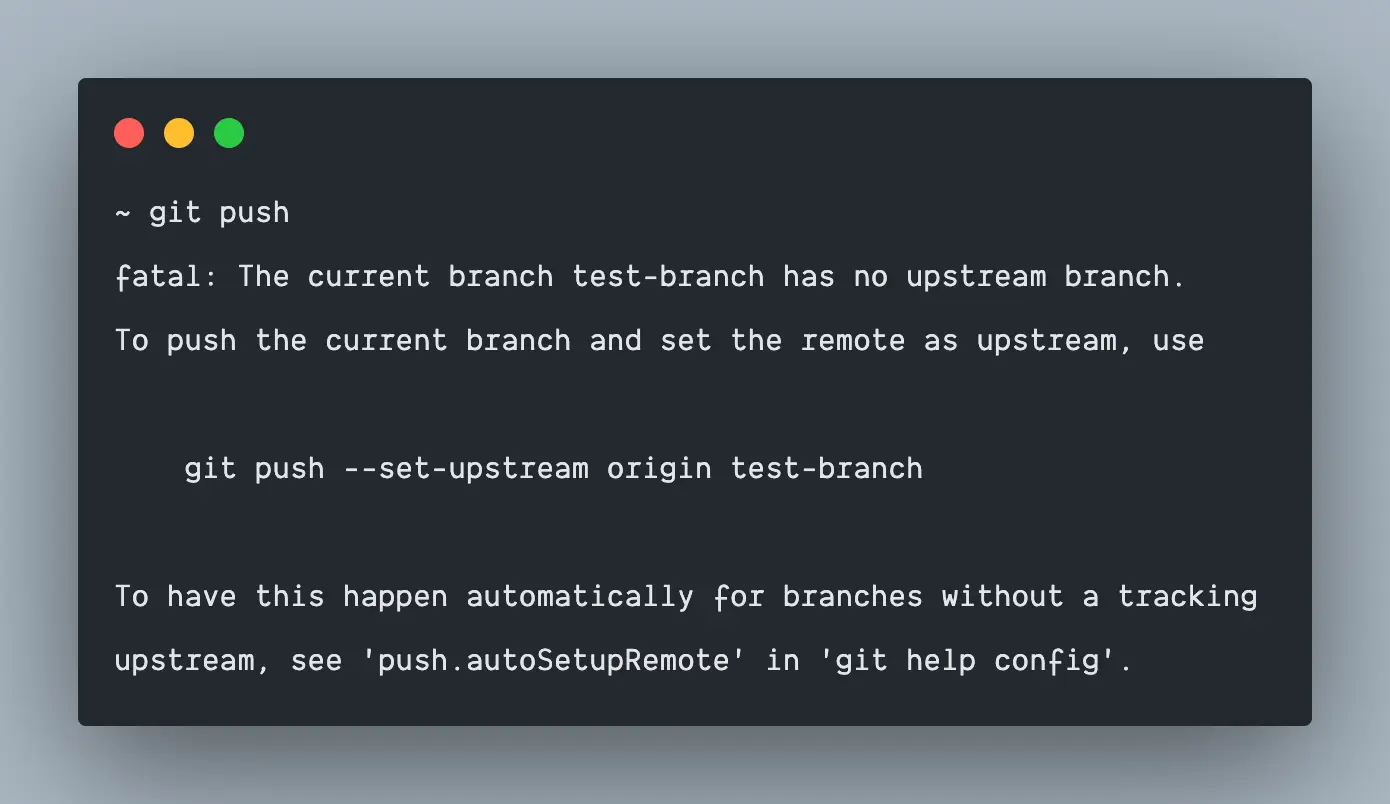 ~ git push
fatal: The current branch test-branch has no upstream branch.
To push the current branch and set the remote as upstream, use
git push --set-upstream origin test-branch
To have this happen automatically for branches without a tracking
upstream, see 'push.autoSetupRemote' in 'git help config'.